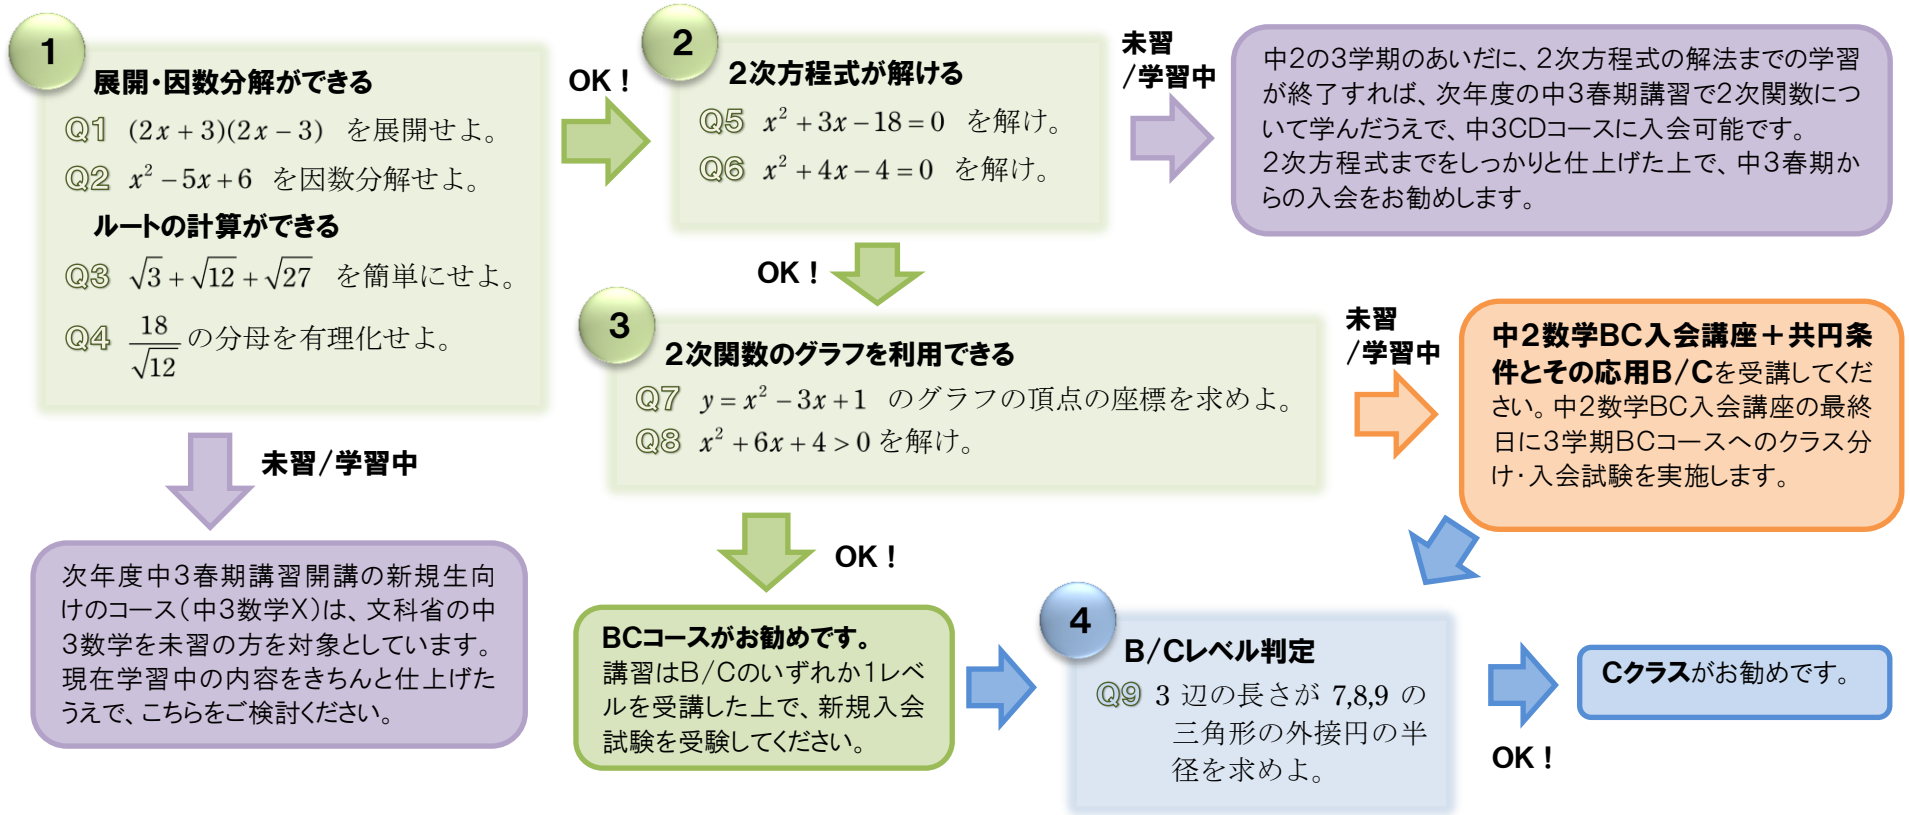 1
展開・因数分解ができる
Q1 (2x+3)(2x−3) を展開せよ。
Q2 x²−5x+6 を因数分解せよ。
ルートの計算ができる
Q3 √3+√12+√27 を簡単にせよ。
Q4 18/√12 の分母を有理化せよ。
OK！
2
2次方程式が解ける
Q5 x²+3x−18=0 を解け。
Q6 x²+4x−4=0 を解け。
未習
/学習中
中2の3学期のあいだに、2次方程式の解法までの学習
が終了すれば、次年度の中3春期講習で2次関数につ
いて学んだうえで、中3CDコースに入会可能です。
2次方程式までをしっかりと仕上げた上で、中3春期か
らの入会をお勧めします。
OK！
3
2次関数のグラフを利用できる
Q7 y=x²−3x+1 のグラフの頂点の座標を求めよ。
Q8 x²+6x+4>0 を解け。
未習
/学習中
中2数学BC入会講座＋共円条
件とその応用B/Cを受講してくだ
さい。中2数学BC入会講座の最終
日に3学期BCコースへのクラス分
け・入会試験を実施します。
未習/学習中
次年度中3春期講習開講の新規生向
けのコース(中3数学X)は、文科省の中
3数学を未習の方を対象としています。
現在学習中の内容をきちんと仕上げた
うえで、こちらをご検討ください。
OK！
BCコースがお勧めです。
講習はB/Cのいずれか1レベ
ルを受講した上で、新規入会
試験を受験してください。
4
B/Cレベル判定
Q9 3 辺の長さが 7,8,9 の
三角形の外接円の半
径を求めよ。
OK！
Cクラスがお勧めです。